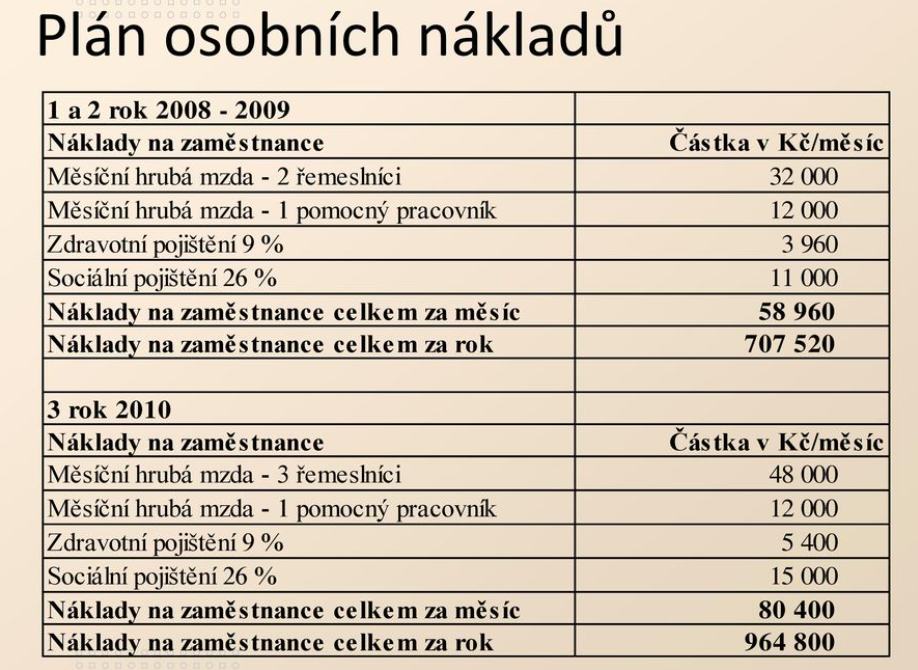 Plán osobních nákladů
1 a 2 rok 2008 - 2009
Náklady na zaměstnance Částka v Kč/měsíc
Měsíční hrubá mzda - 2 řemeslníci 32 000
Měsíční hrubá mzda - 1 pomocný pracovník 12 000
Zdravotní pojištění 9 % 3 960
Sociální pojištění 26 % 11 000
Náklady na zaměstnance celkem za měsíc 58 960
Náklady na zaměstnance celkem za rok 707 520
3 rok 2010
Náklady na zaměstnance Částka v Kč/měsíc
Měsíční hrubá mzda - 3 řemeslníci 48 000
Měsíční hrubá mzda - 1 pomocný pracovník 12 000
Zdravotní pojištění 9 % 5 400
Sociální pojištění 26 % 15 000
Náklady na zaměstnance celkem za měsíc 80 400
Náklady na zaměstnance celkem za rok 964 800